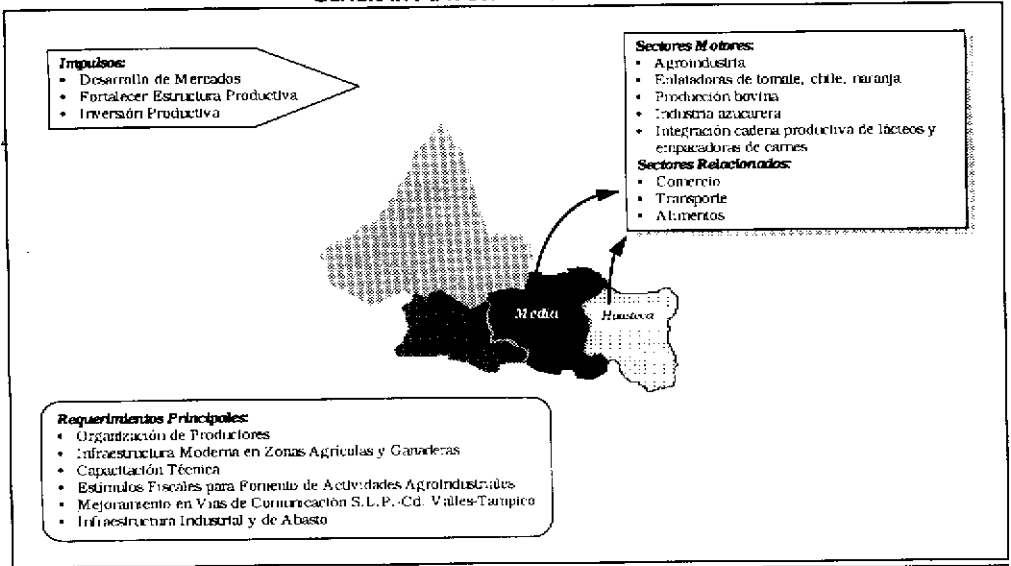 Impulsos:
• Desarrollo de Mercados
• Fortalecer Estructura Productiva
• Inversión Productiva
Sectores Motores:
• Agroindustria
• Enlatadoras de tomate, chile, naranja
• Producción bovina
• Industria azucarera
• Integración cadena productiva de lácteos y
empacadoras de carnes
Sectores Relacionados:
• Comercio
• Transporte
• Alimentos
Media
Huasteca
Requerimientos Principales:
• Organización de Productores
• Infraestructura Moderna en Zonas Agrícolas y Ganaderas
• Capacitación Técnica
• Estímulos Fiscales para Fomento de Actividades Agroindustriales
• Mejoramiento en Vías de Comunicación S.L.P.-Cd. Valles-Tampico
• Infraestructura Industrial y de Abasto